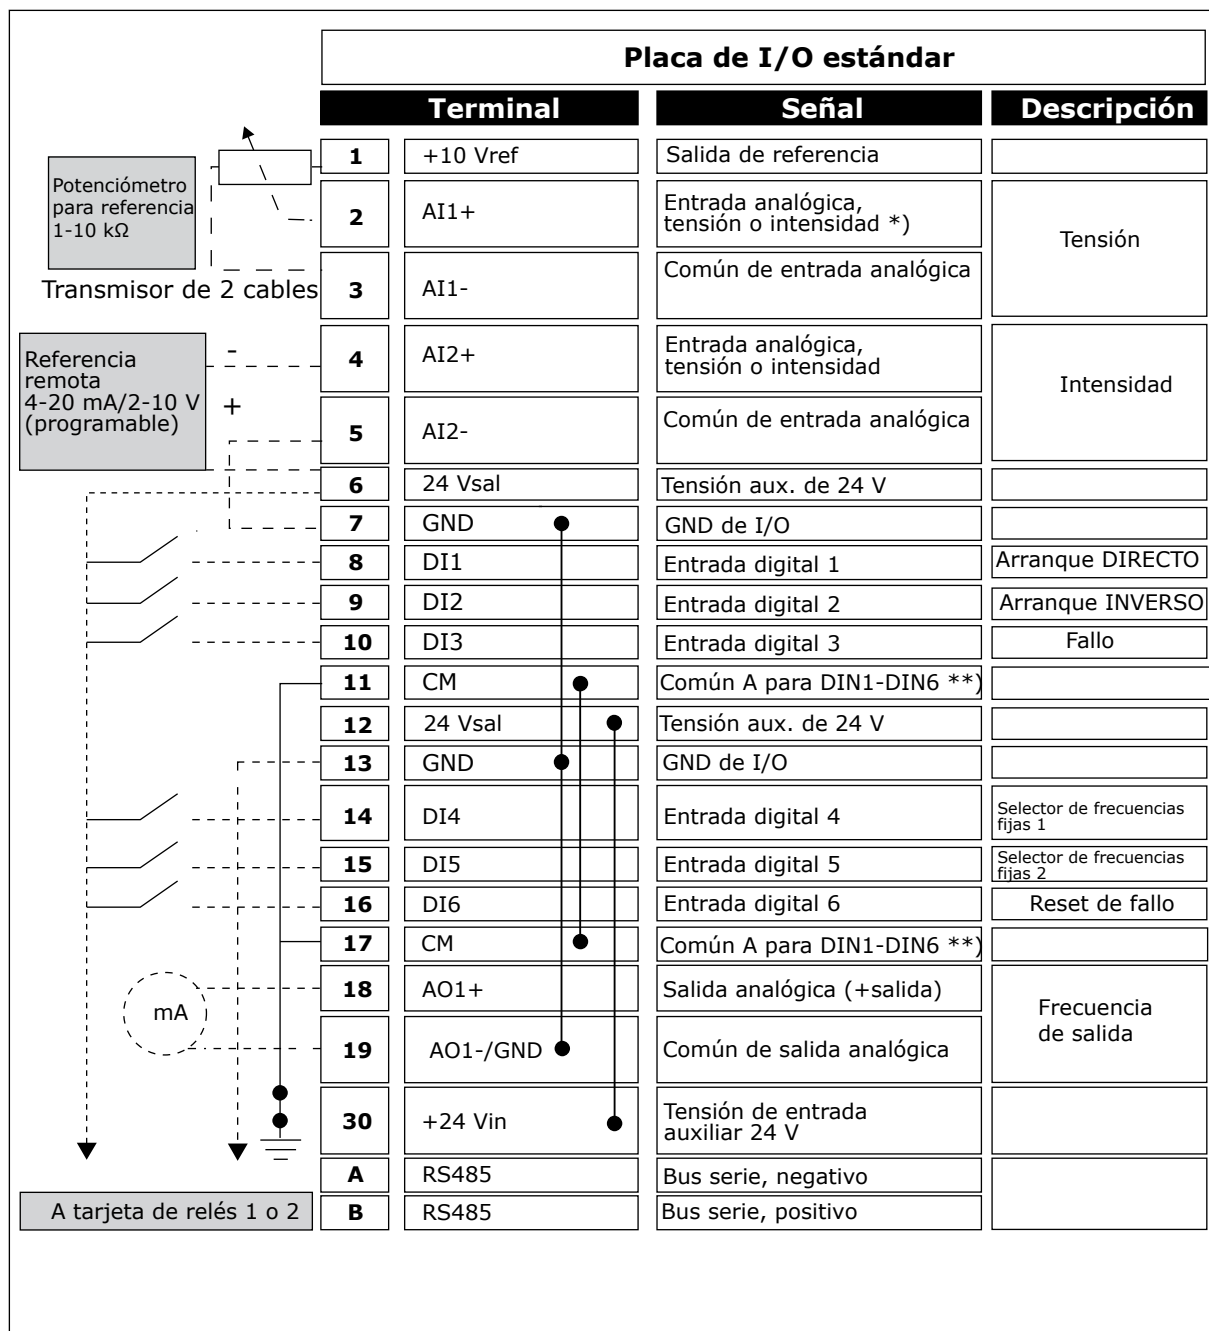 Placa de I/O estándar
Terminal Señal Descripción
Potenciómetro
para referencia
1-10 kΩ
Transmisor de 2 cables
Referencia
remota
4-20 mA/2-10 V
(programable)
-
+
1 +10 Vref Salida de referencia
2 AI1+ Entrada analógica,
tensión o intensidad *)
Tensión
3 AI1- Común de entrada analógica
4 AI2+ Entrada analógica,
tensión o intensidad
Intensidad
5 AI2- Común de entrada analógica
6 24 Vsal Tensión aux. de 24 V
7 GND GND de I/O
8 DI1 Entrada digital 1 Arranque DIRECTO
9 DI2 Entrada digital 2 Arranque INVERSO
10 DI3 Entrada digital 3 Fallo
11 CM Común A para DIN1-DIN6 **)
12 24 Vsal Tensión aux. de 24 V
13 GND GND de I/O
14 DI4 Entrada digital 4 Selector de frecuencias
fijas 1
15 DI5 Entrada digital 5 Selector de frecuencias
fijas 2
16 DI6 Entrada digital 6 Reset de fallo
17 CM Común A para DIN1-DIN6 **)
18 AO1+ Salida analógica (+salida)
mA
Frecuencia
de salida
19 AO1-/GND Común de salida analógica
30 +24 Vin Tensión de entrada
auxiliar 24 V
A RS485 Bus serie, negativo
A tarjeta de relés 1 o 2
B RS485 Bus serie, positivo